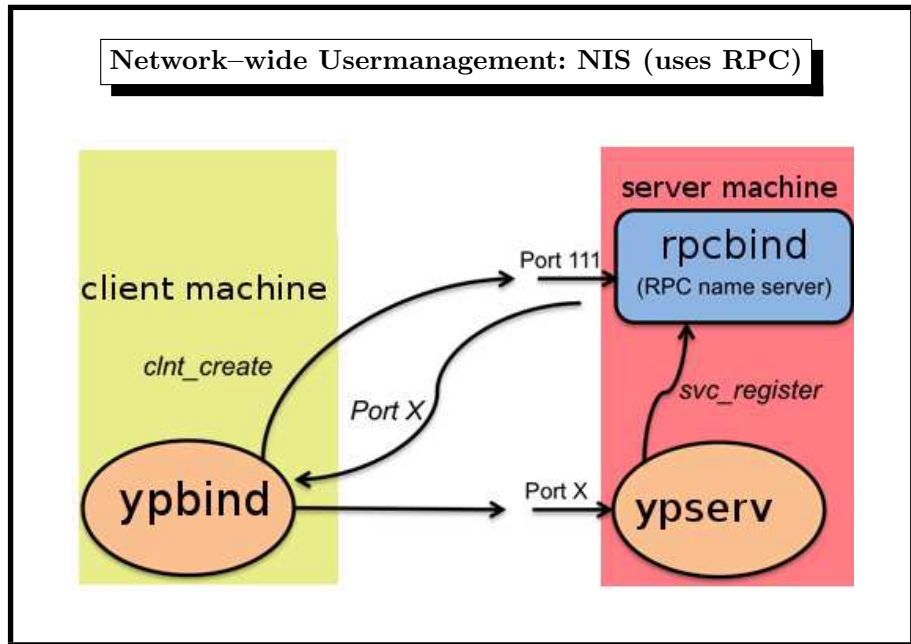 Network–wide Usermanagement: NIS (uses RPC)
server machine
rpcbind
(RPC name server)
Port 111
client machine
clnt_create
Port X
svc_register
ypbind
Port X
ypserv